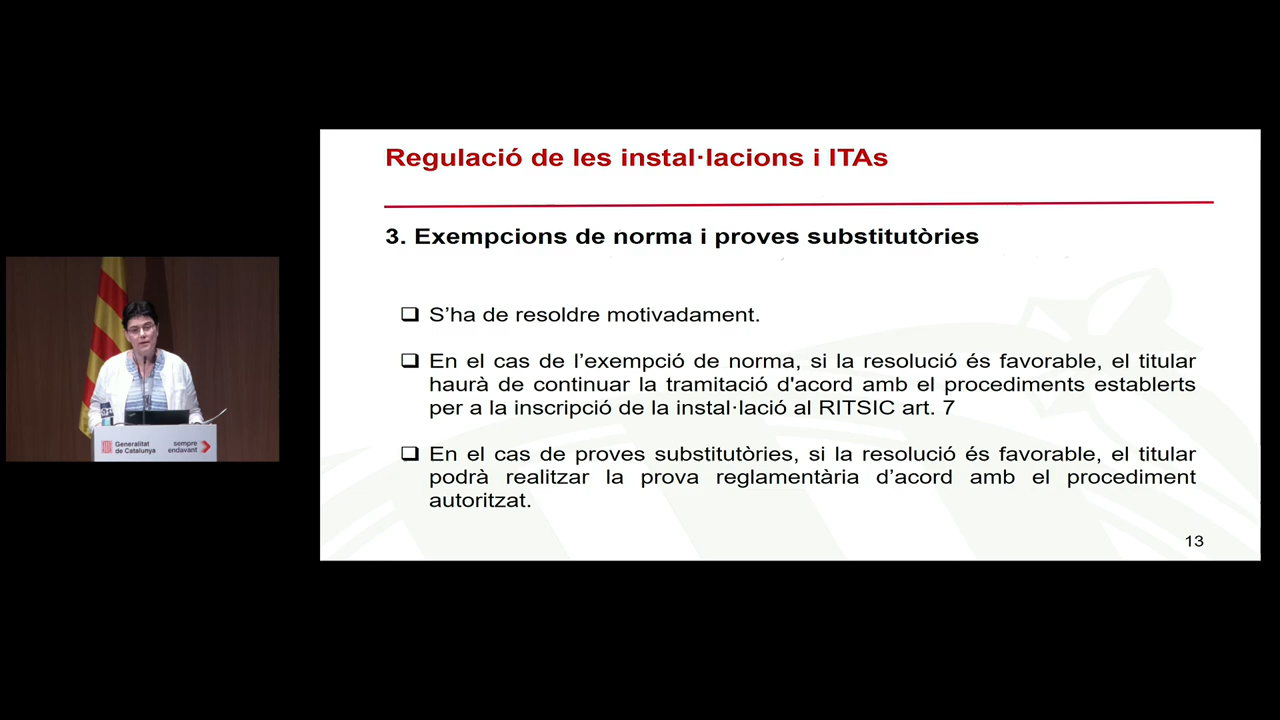 Regulació de les instal·lacions i ITAs
3. Exempcions de norma i proves substitutòries
S’ha de resoldre motivadament.
En el cas de l’exempció de norma, si la resolució és favorable, el titular
haurà de continuar la tramitació d'acord amb el procediments establerts
per a la inscripció de la instal·lació al RITSIC art. 7
En el cas de proves substitutòries, si la resolució és favorable, el titular
podrà realitzar la prova reglamentària d’acord amb el procediment
autoritzat.
13
Generalitat
de Catalunya
sempre
endavant